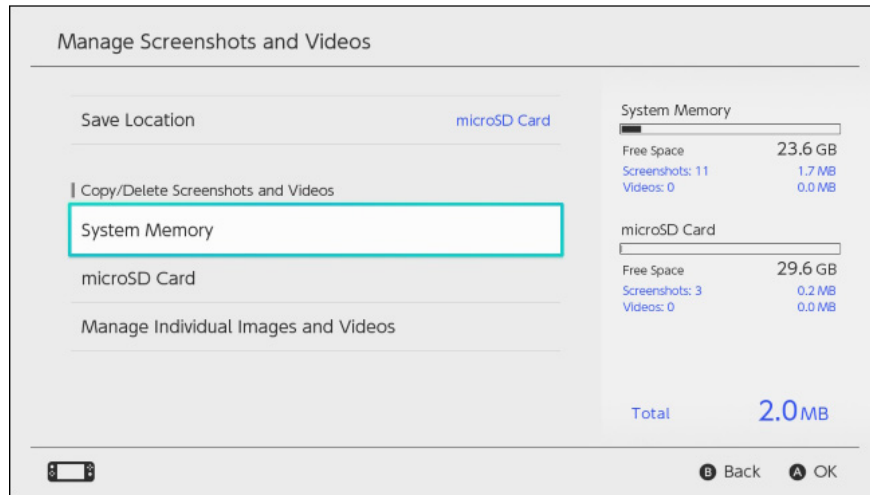 Manage Screenshots and Videos
Save Location microSD Card
Copy/Delete Screenshots and Videos
System Memory
microSD Card
Manage Individual Images and Videos
System Memory
Free Space 23.6 GB
Screenshots: 11 1.7 MB
Videos: 0 0.0 MB
microSD Card
Free Space 29.6 GB
Screenshots: 3 0.2 MB
Videos: 0 0.0 MB
Total 2.0 MB
B Back A OK